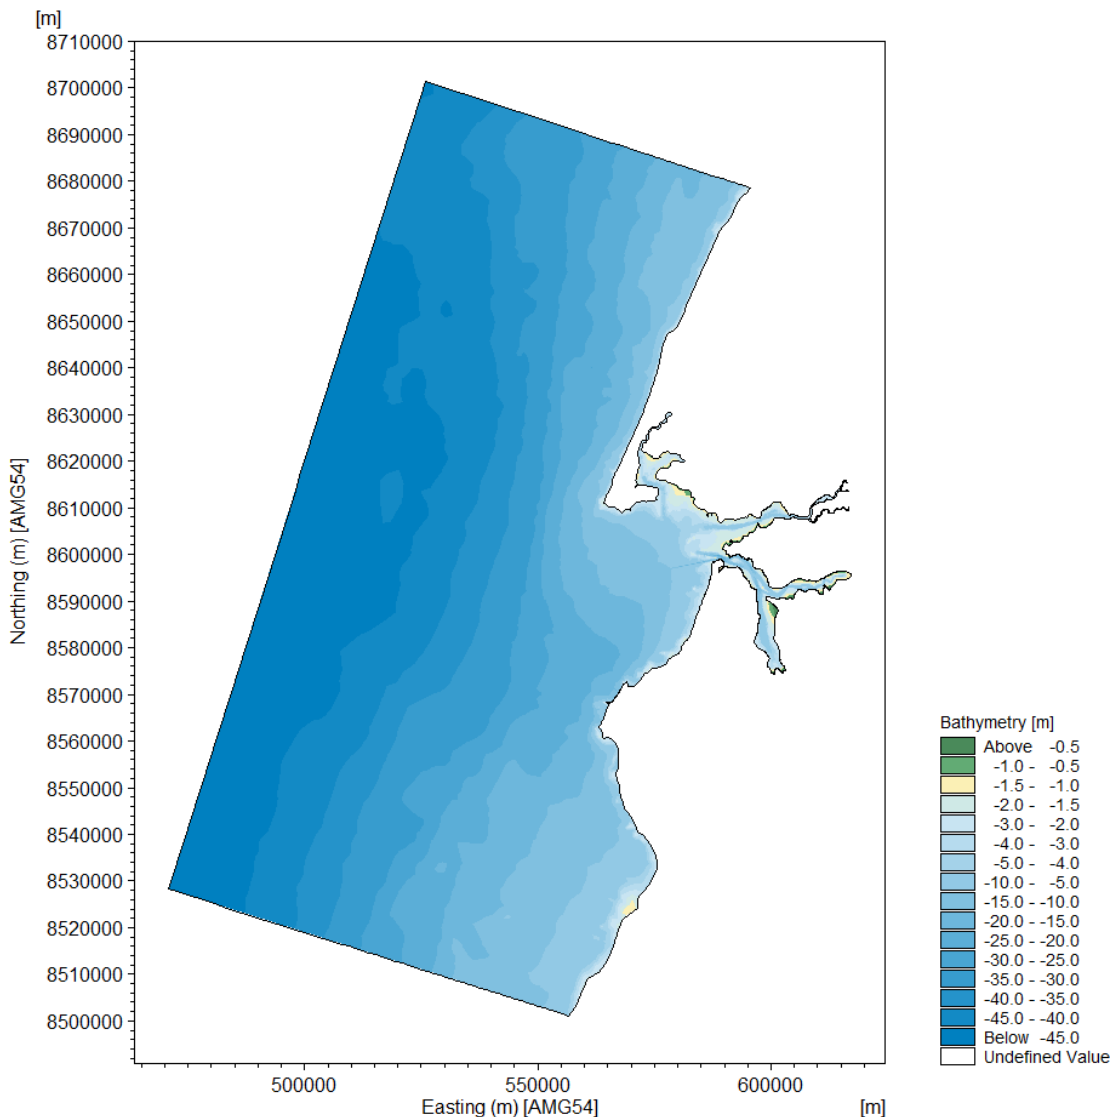 [m]
8710000
8700000
8690000
8680000
8670000
8660000
8650000
8640000
8630000
8620000
8610000
8600000
8590000
8580000
8570000
8560000
8550000
8540000
8530000
8520000
8510000
8500000
Northing (m) [AMG54]
500000 550000 600000
Easting (m) [AMG54] [m]
Bathymetry [m]
Above -0.5
-1.0 - -0.5
-1.5 - -1.0
-2.0 - -1.5
-3.0 - -2.0
-4.0 - -3.0
-5.0 - -4.0
-10.0 - -5.0
-15.0 - -10.0
-20.0 - -15.0
-25.0 - -20.0
-30.0 - -25.0
-35.0 - -30.0
-40.0 - -35.0
-45.0 - -40.0
Below -45.0
Undefined Value